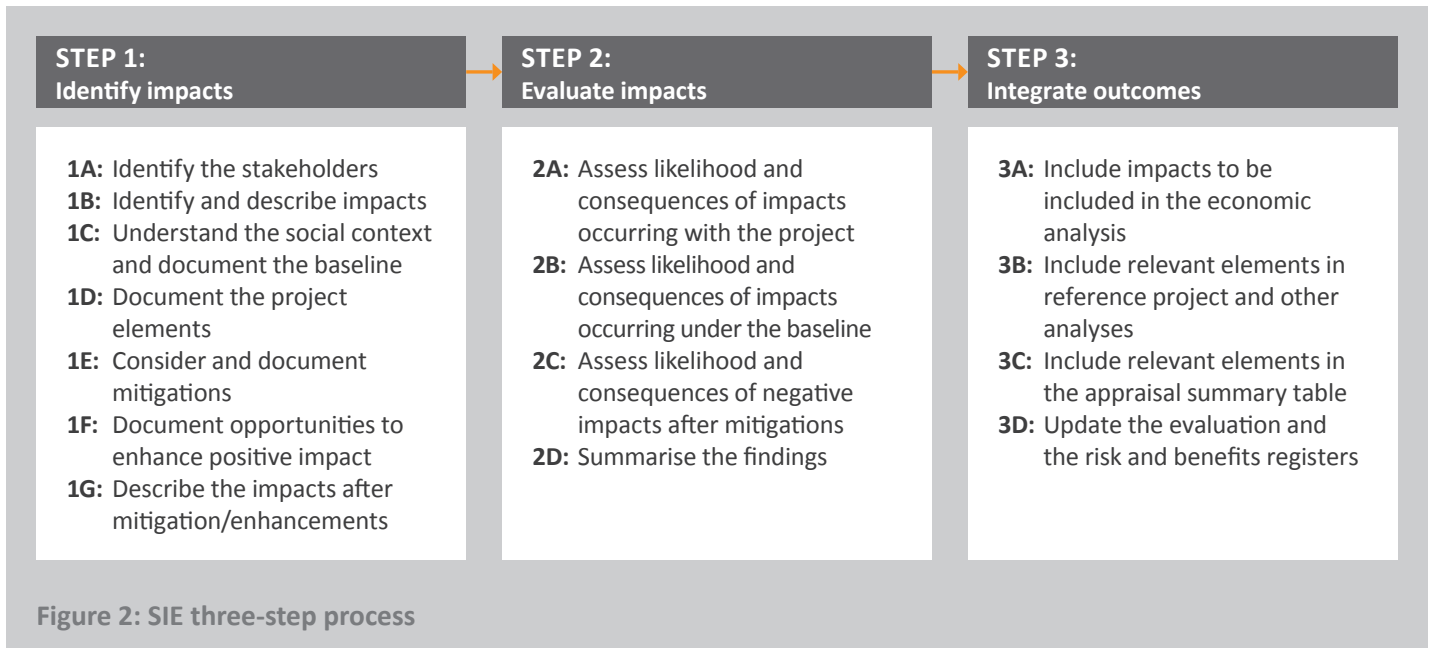 STEP 1:
Identify impacts
1A: Identify the stakeholders
1B: Identify and describe impacts
1C: Understand the social context
and document the baseline
1D: Document the project
elements
1E: Consider and document
mitigations
1F: Document opportunities to
enhance positive impact
1G: Describe the impacts after
mitigation/enhancements
STEP 2:
Evaluate impacts
2A: Assess likelihood and
consequences of impacts
occurring with the project
2B: Assess likelihood and
consequences of impacts
occurring under the baseline
2C: Assess likelihood and
consequences of negative
impacts after mitigations
2D: Summarise the findings
STEP 3:
Integrate outcomes
3A: Include impacts to be
included in the economic
analysis
3B: Include relevant elements in
reference project and other
analyses
3C: Include relevant elements in
the appraisal summary table
3D: Update the evaluation and
the risk and benefits registers
Figure 2: SIE three-step process